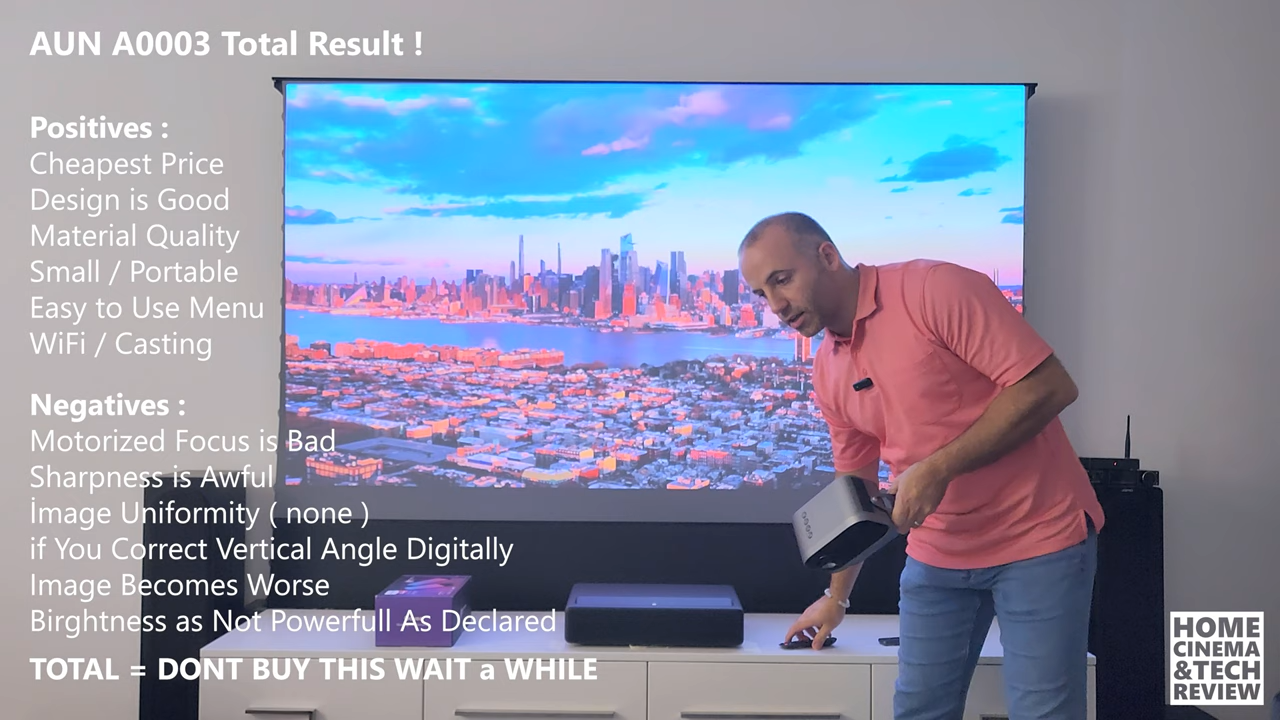 AUN A0003 Total Result !
Positives :
Cheapest Price
Design is Good
Material Quality
Small / Portable
Easy to Use Menu
WiFi / Casting
Negatives :
Motorized Focus is Bad
Sharpness is Awful
İmage Uniformity ( none )
if You Correct Vertical Angle Digitally
Image Becomes Worse
Birghtness as Not Powerfull As Declared
TOTAL = DONT BUY THIS WAIT a WHILE
HOME
CINEMA
&TECH
REVIEW